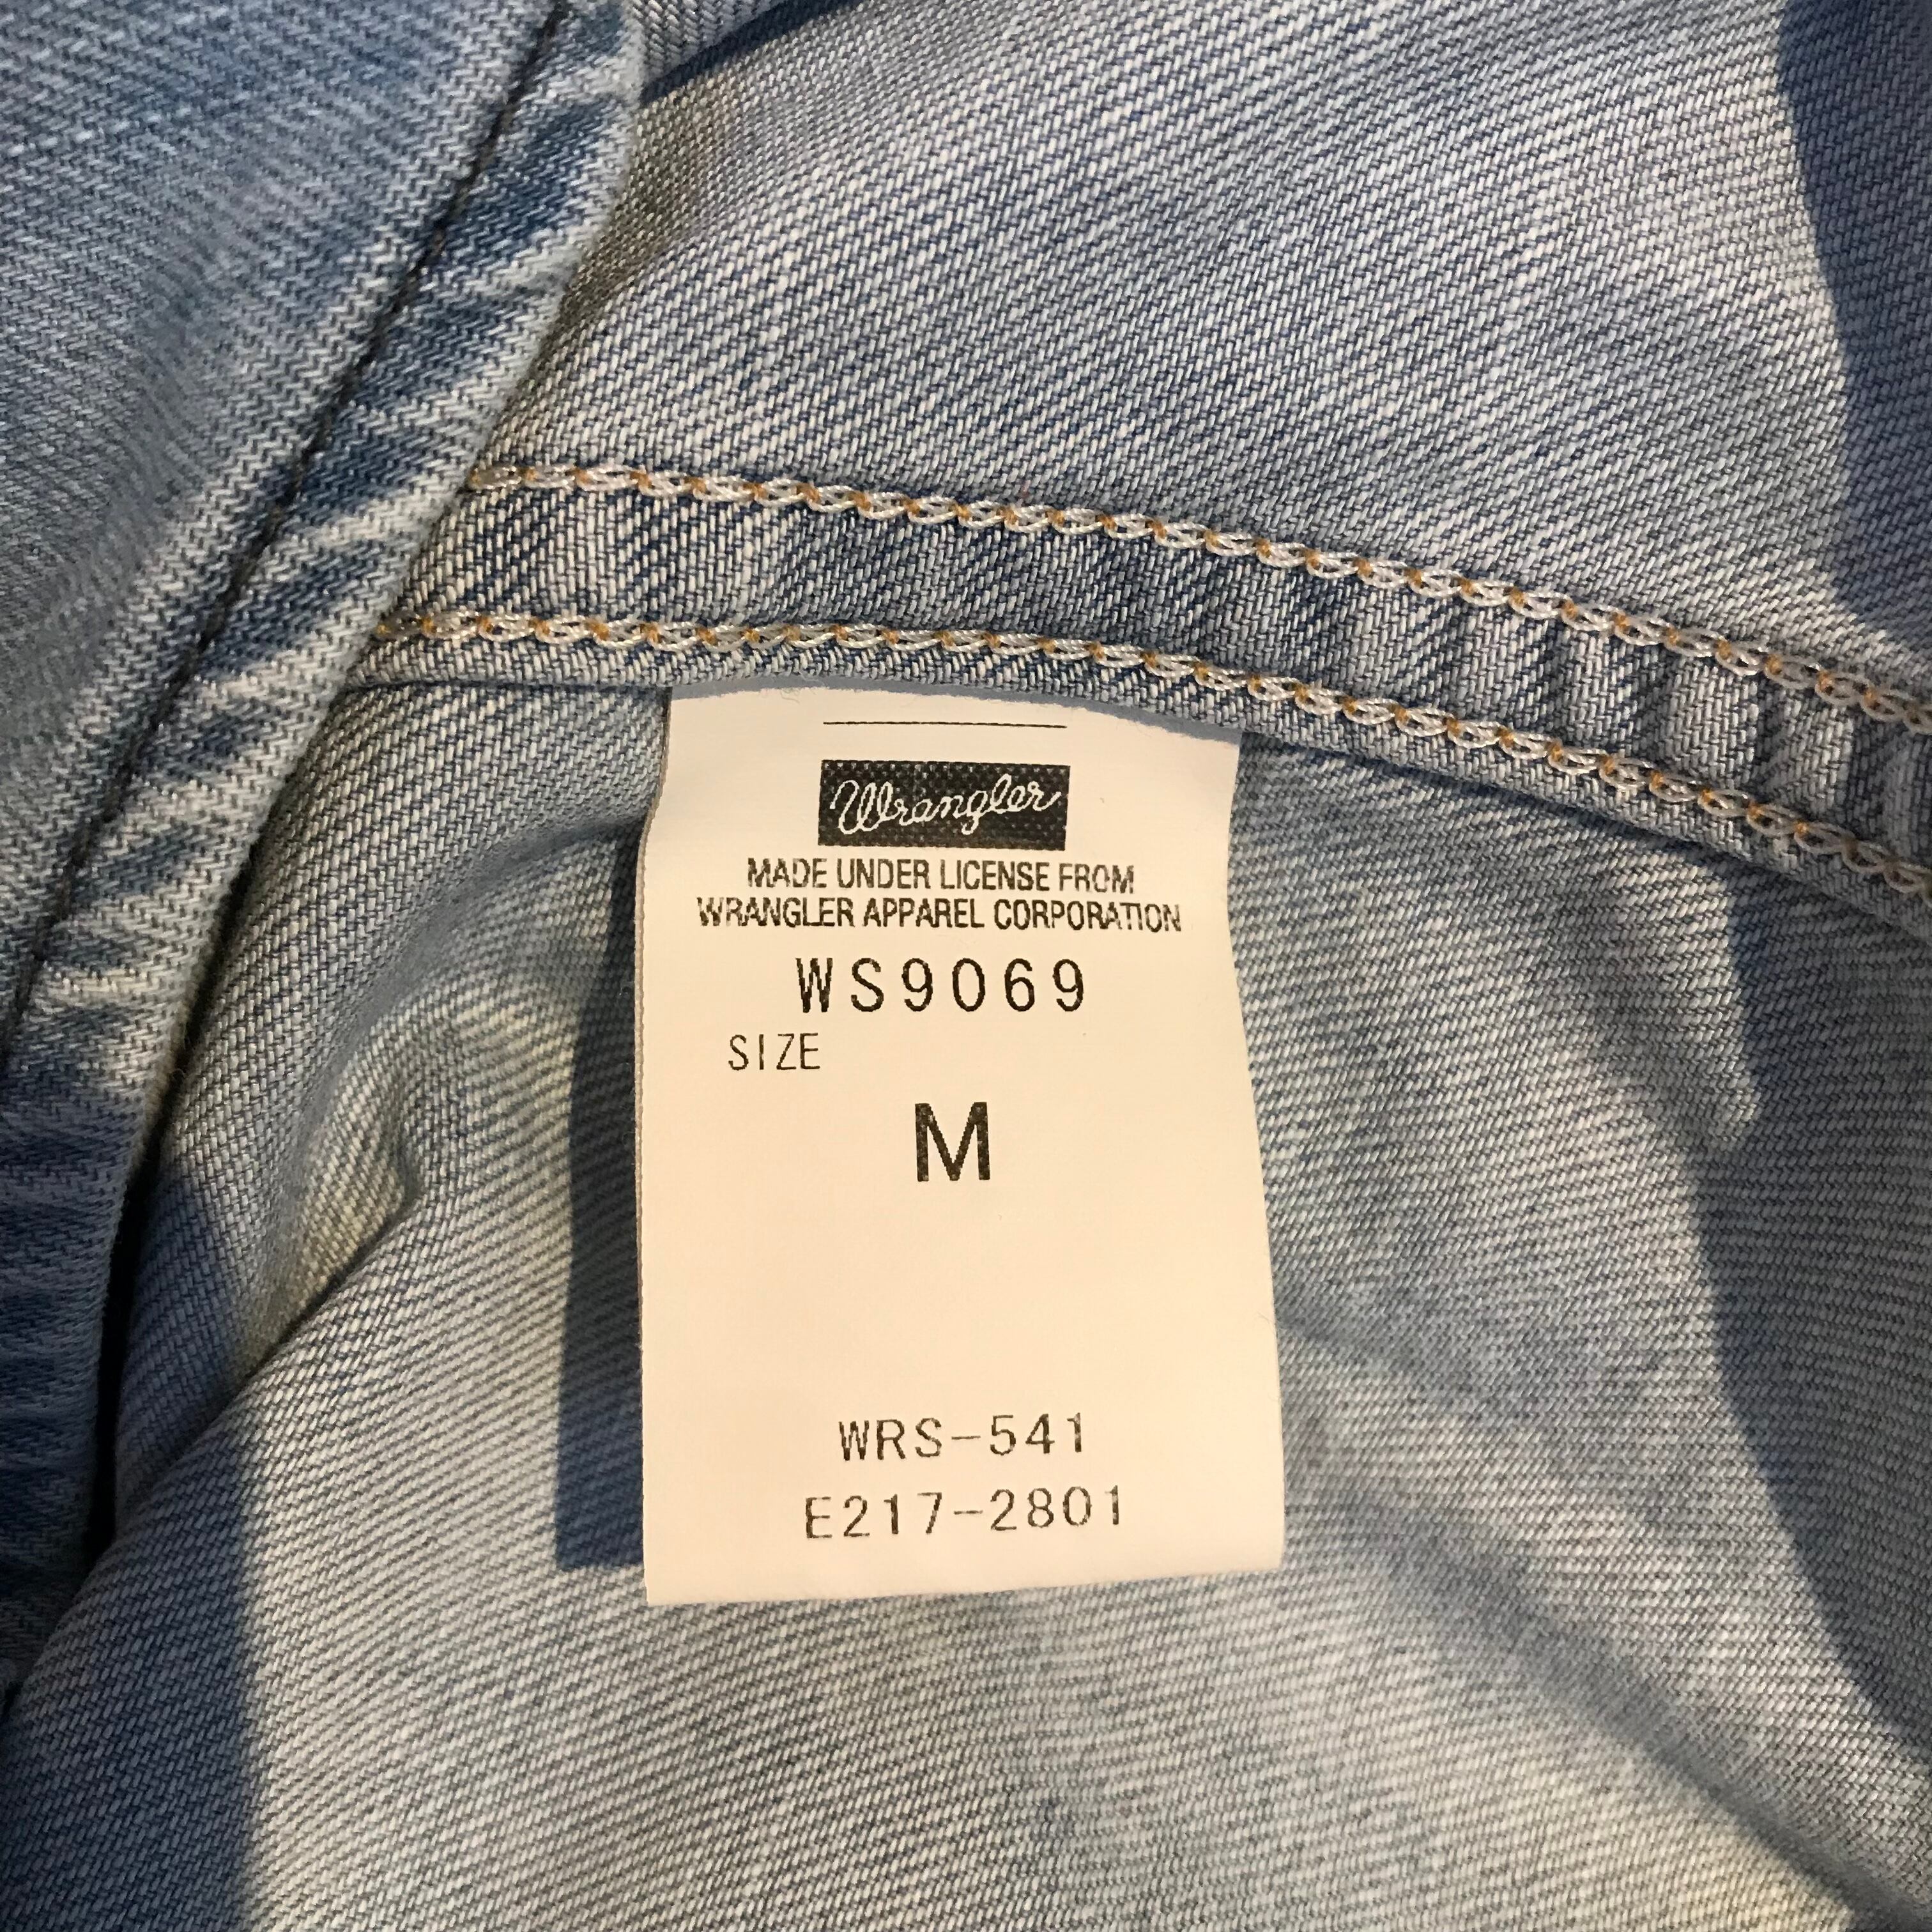 Wrangler
MADE UNDER LICENSE FROM
WRANGLER APPAREL CORPORATION
WS9069
SIZE
M
WRS-541
E217-2801